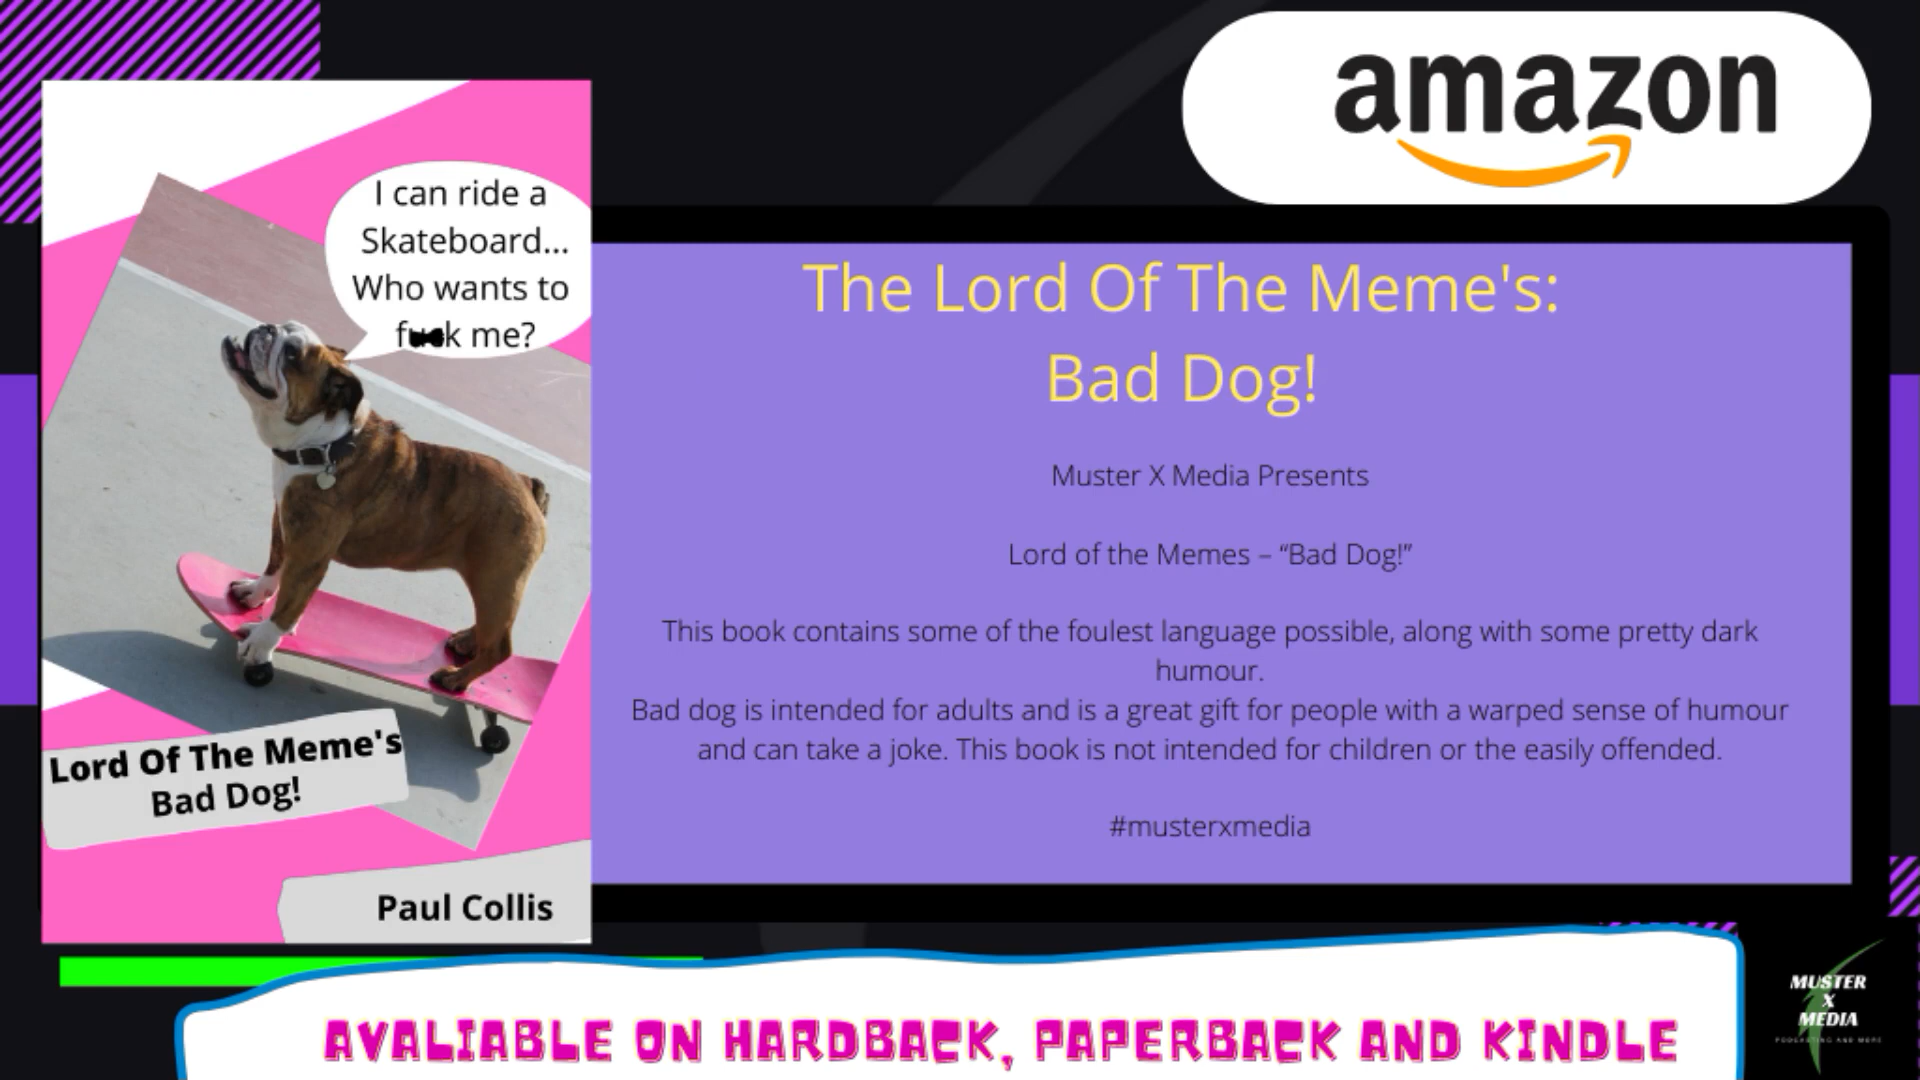 amazon
I can ride a
Skateboard...
Who wants to
fuck me?
Lord Of The Meme's
Bad Dog!
Paul Collis
The Lord Of The Meme's:
Bad Dog!
Muster X Media Presents
Lord of the Memes – “Bad Dog!”
This book contains some of the foulest language possible, along with some pretty dark
humour.
Bad dog is intended for adults and is a great gift for people with a warped sense of humour
and can take a joke. This book is not intended for children or the easily offended.
#musterxmedia
AVALIABLE ON HARDBACK, PAPERBACK AND KINDLE
MUSTER
X
MEDIA
PODCASTING AND MORE